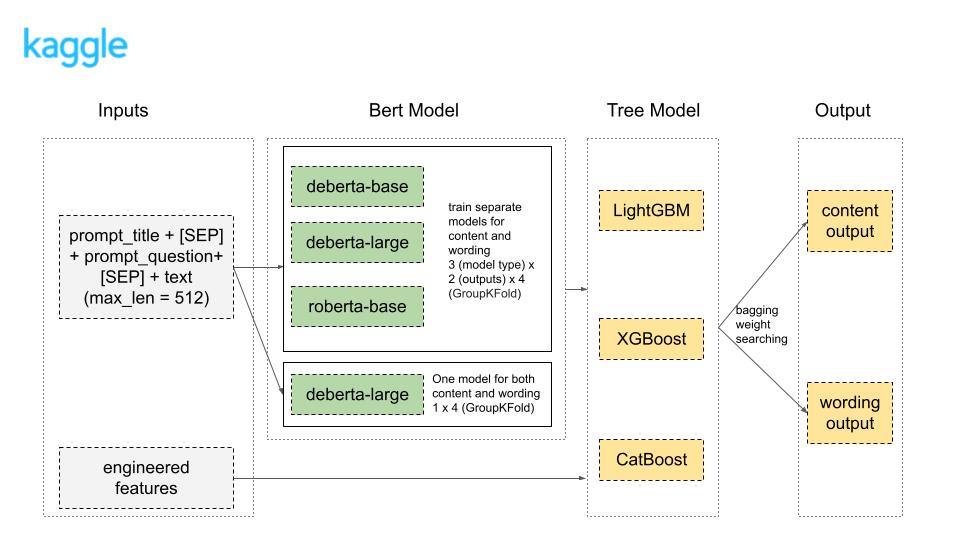 kaggle
Inputs
Bert Model
Tree Model
Output
prompt_title + [SEP]
+ prompt_question+
[SEP] + text
(max_len = 512)
engineered
features
deberta-base
deberta-large
roberta-base
train separate
models for
content and
wording
3 (model type) x
2 (outputs) x 4
(GroupKFold)
deberta-large
One model for both
content and wording
1 x 4 (GroupKFold)
LightGBM
XGBoost
CatBoost
bagging
weight
searching
content
output
wording
output